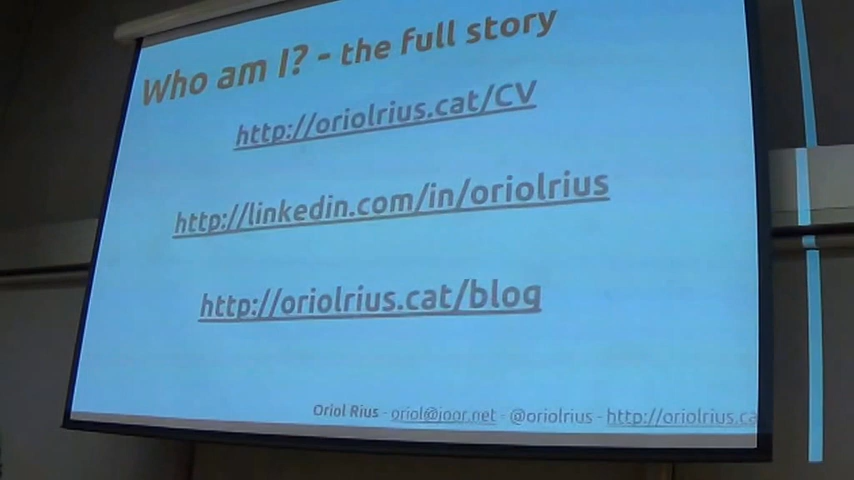 Who am I? - the full story
http://oriolrius.cat/CV
http://linkedin.com/in/oriolrius
http://oriolrius.cat/blog
Oriol Rius - oriol@joor.net - @oriolrius - http://oriolrius.ca